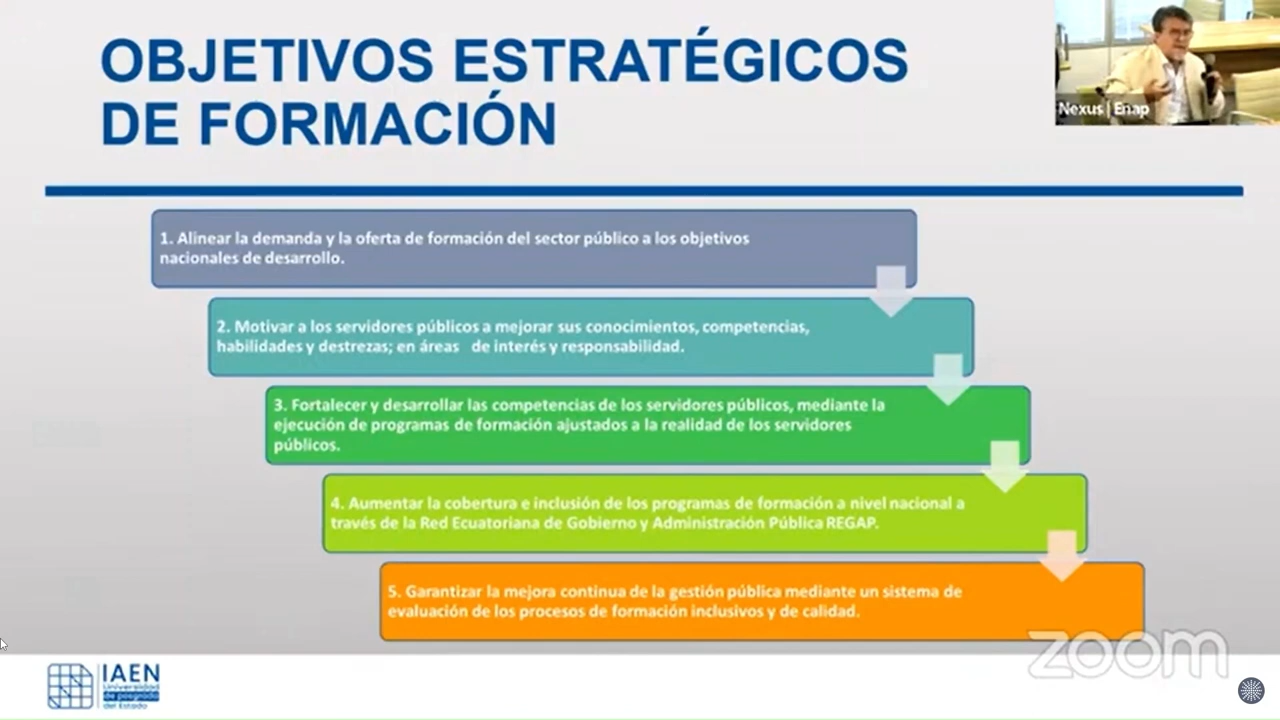 OBJETIVOS ESTRATÉGICOS
DE FORMACIÓN
Nexus | Enap
1. Alinear la demanda y la oferta de formación del sector público a los objetivos
nacionales de desarrollo.
2. Motivar a los servidores públicos a mejorar sus conocimientos, competencias,
habilidades y destrezas; en áreas de interés y responsabilidad.
3. Fortalecer y desarrollar las competencias de los servidores públicos, mediante la
ejecución de programas de formación ajustados a la realidad de los servidores
públicos.
4. Aumentar la cobertura e inclusión de los programas de formación a nivel nacional a
través de la Red Ecuatoriana de Gobierno y Administración Pública REGAP.
5. Garantizar la mejora continua de la gestión pública mediante un sistema de
evaluación de los procesos de formación inclusivos y de calidad.
zoom
IAEN
Universidad
de posgrado
del Estado